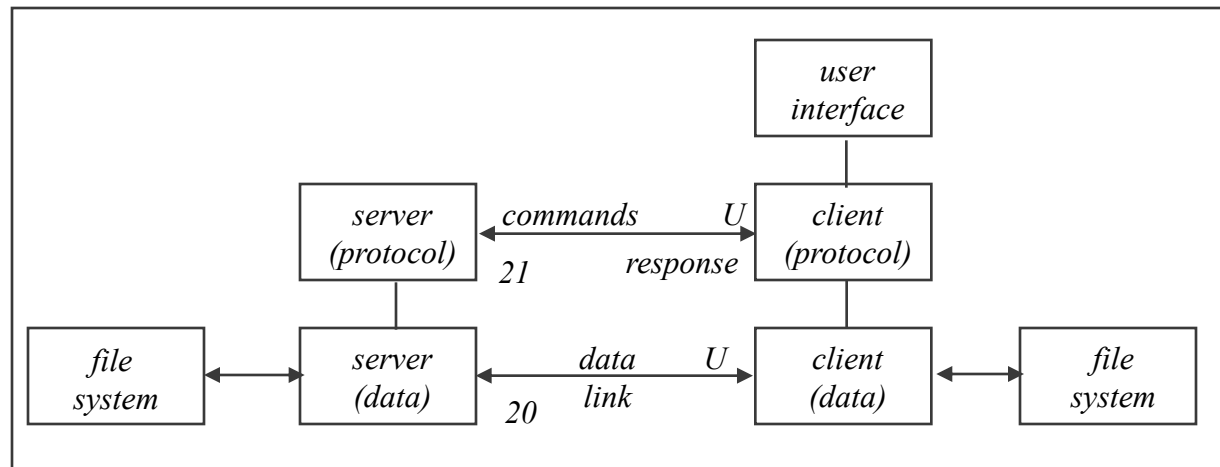 user
interface
server
(protocol)
commands U
response
21
client
(protocol)
file
system
server
(data)
data U
link
20
client
(data)
file
system